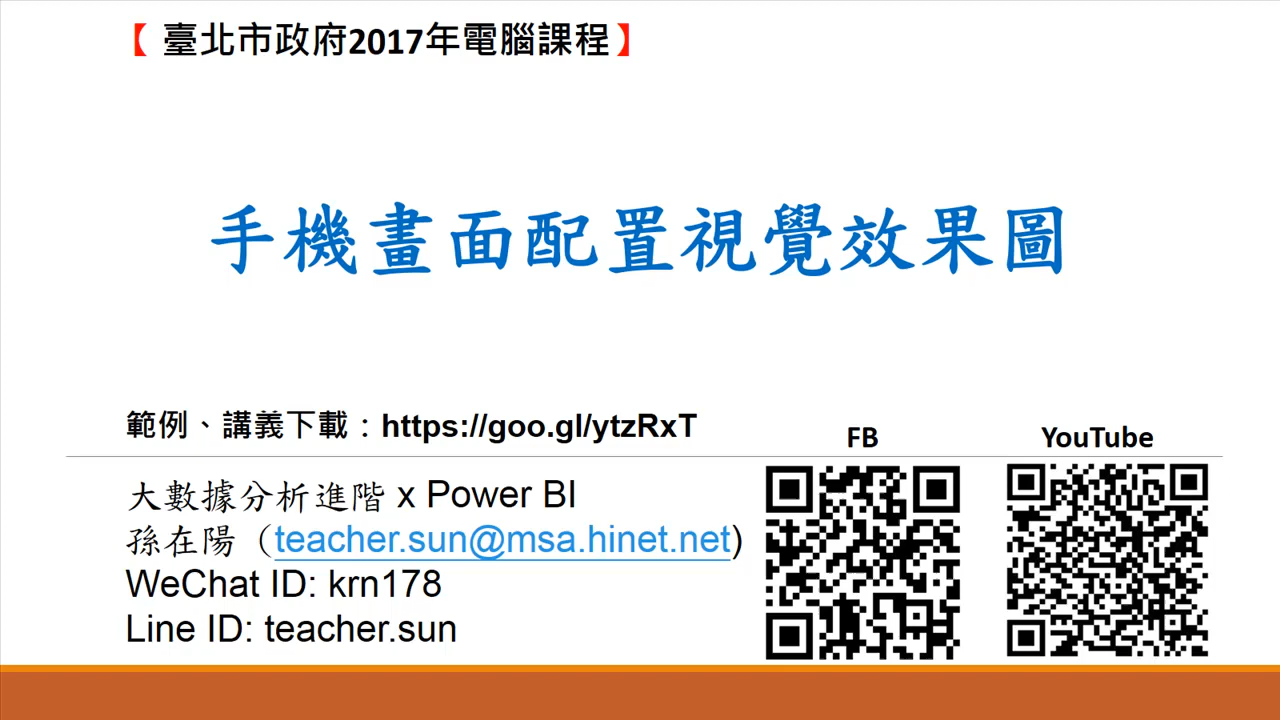 【 臺北市政府2017年電腦課程】
手機畫面配置視覺效果圖
範例、講義下載：https://goo.gl/ytzRxT
FB
YouTube
大數據分析進階 x Power BI
孫在陽（teacher.sun@msa.hinet.net)
WeChat ID: krn178
Line ID: teacher.sun